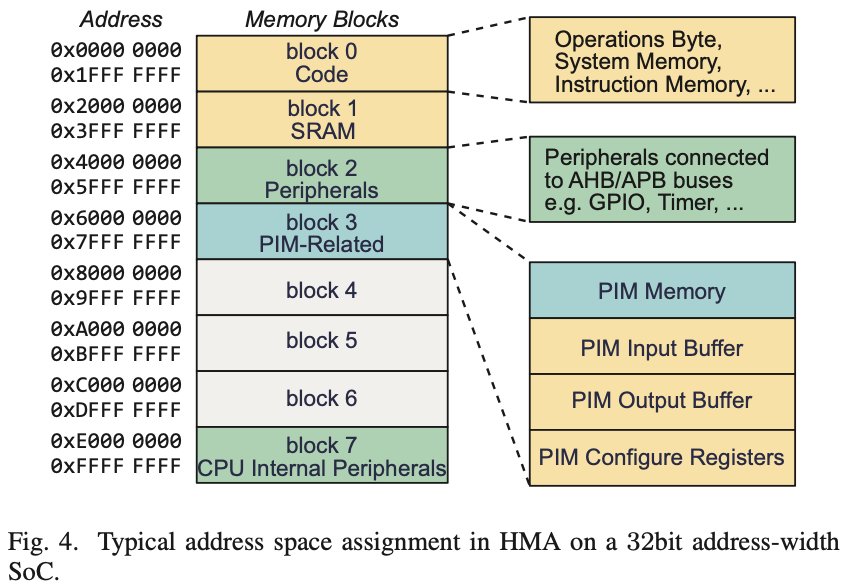 Address
Memory Blocks
0x0000 0000
0x1FFF FFFF
block 0
Code
0x2000 0000
0x3FFF FFFF
block 1
SRAM
0x4000 0000
0x5FFF FFFF
block 2
Peripherals
0x6000 0000
0x7FFF FFFF
block 3
PIM-Related
0x8000 0000
0x9FFF FFFF
block 4
0xA000 0000
0xBFFF FFFF
block 5
0xC000 0000
0xDFFF FFFF
block 6
0xE000 0000
0xFFFF FFFF
block 7
CPU Internal Peripherals
Operations Byte,
System Memory,
Instruction Memory, ...
Peripherals connected
to AHB/APB buses
e.g. GPIO, Timer, ...
PIM Memory
PIM Input Buffer
PIM Output Buffer
PIM Configure Registers
Fig. 4. Typical address space assignment in HMA on a 32bit address-width
SoC.